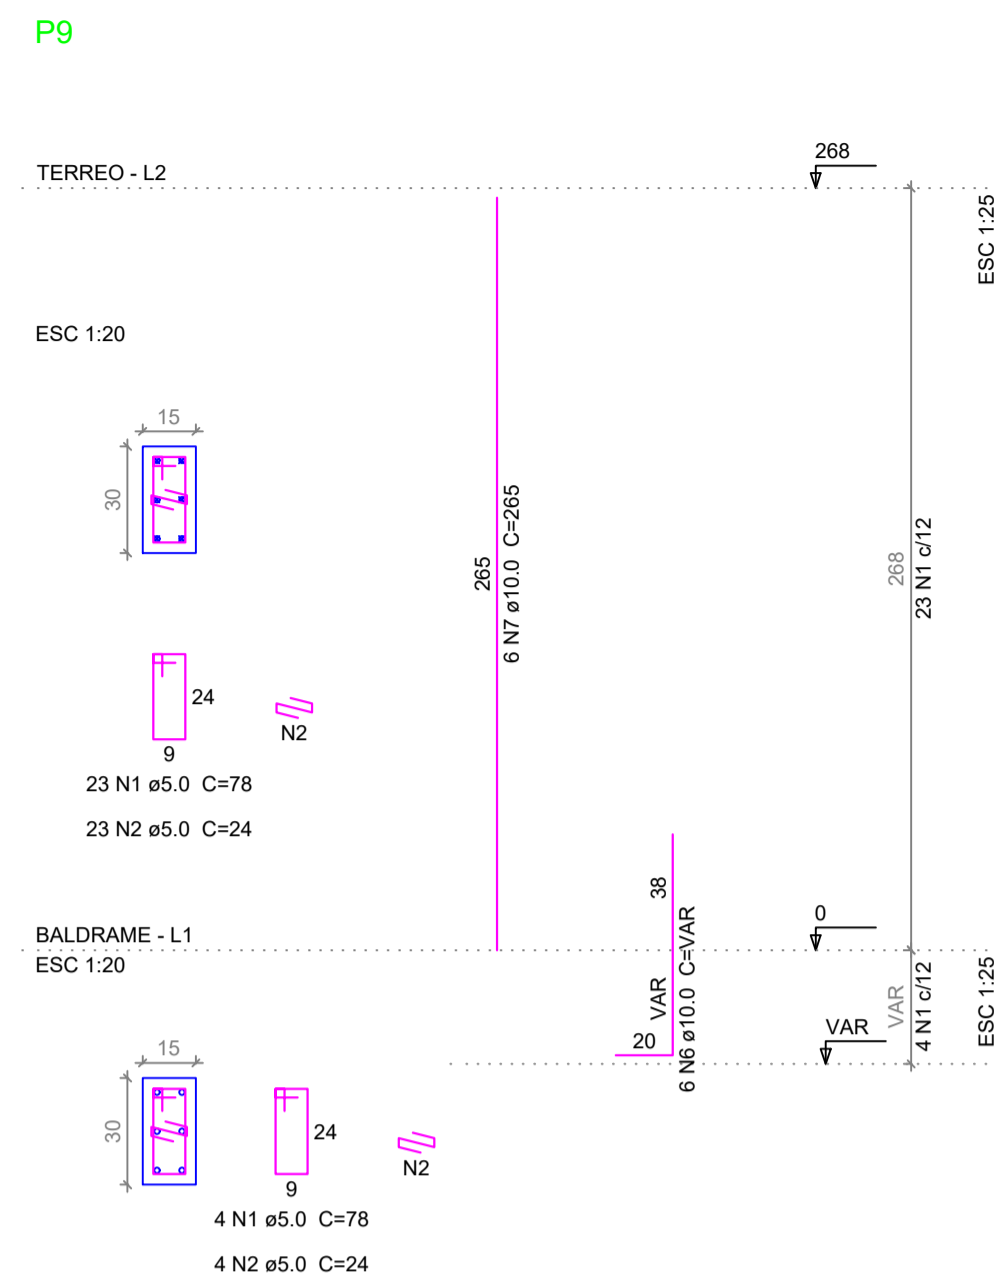 P9
TERREO - L2
268
ESC 1:25
ESC 1:20
15
30
265
6 N7 ø10.0 C=265
268
23 N1 c/12
24
9
N2
23 N1 ø5.0 C=78
23 N2 ø5.0 C=24
38
BALDRAME - L1
0
ESC 1:20
VAR
6 N6 ø10.0 C=VAR
20
VAR
VAR
4 N1 c/12
ESC 1:25
15
30
24
9
N2
4 N1 ø5.0 C=78
4 N2 ø5.0 C=24